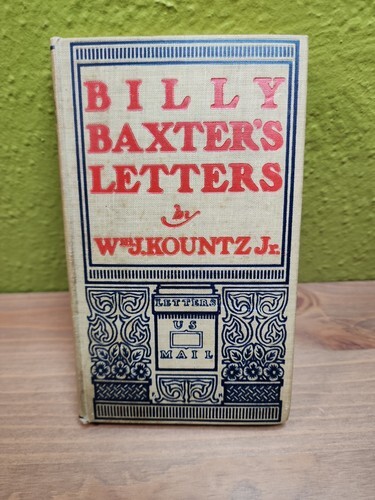 BILLY
BAXTER'S
LETTERS
by
Wm J. KOUNTZ Jr.
LETTERS
US
MAIL